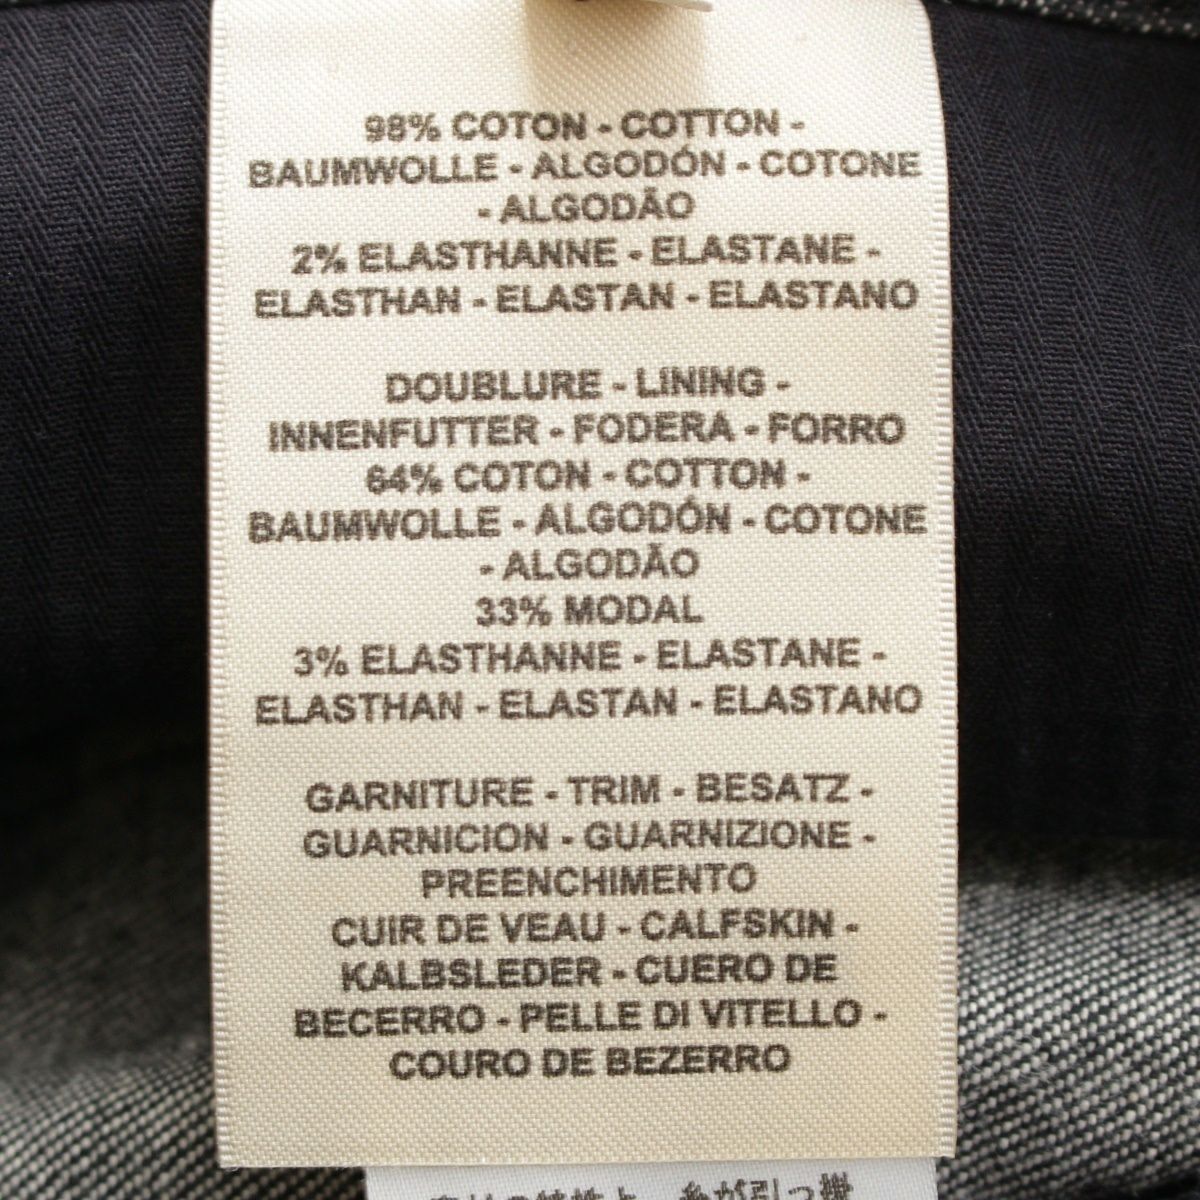 98% COTON - COTTON -
BAUMWOLLE - ALGODÓN - COTONE
- ALGODÃO
2% ELASTHANNE - ELASTANE -
ELASTHAN - ELASTAN - ELASTANO
DOUBLURE - LINING -
INNENFUTTER - FODERA - FORRO
64% COTON - COTTON -
BAUMWOLLE - ALGODÓN - COTONE
- ALGODÃO
33% MODAL
3% ELASTHANNE - ELASTANE -
ELASTHAN - ELASTAN - ELASTANO
GARNITURE - TRIM - BESATZ -
GUARNICION - GUARNIZIONE -
PREENCHIMENTO
CUIR DE VEAU - CALFSKIN -
KALBSLEDER - CUERO DE
BECERRO - PELLE DI VITELLO -
COURO DE BEZERRO